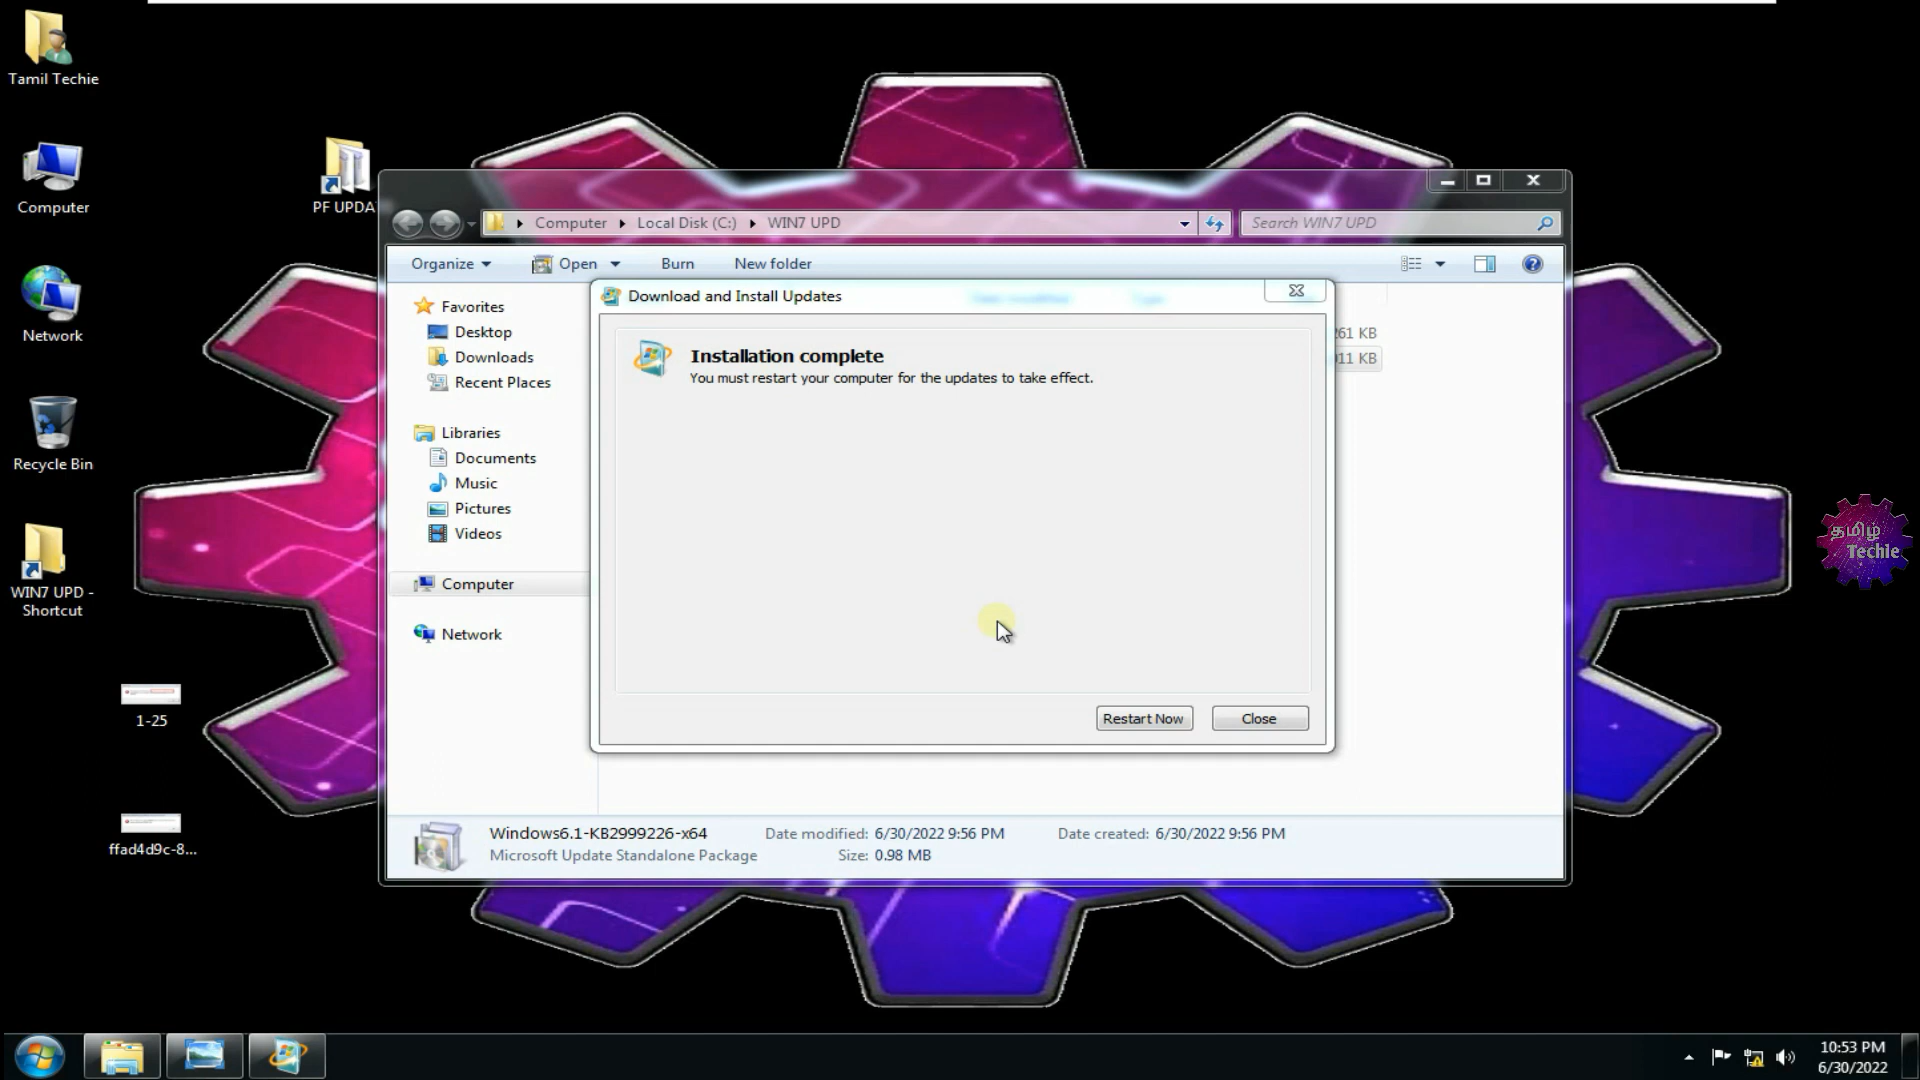 Tamil Techie
Computer
Network
Recycle Bin
WIN7 UPD -
Shortcut
1-25
ffad4d9c-8...
PF UPDA
Computer
Local Disk (C:)
WIN7 UPD
Search WIN7 UPD
Organize
Open
Burn
New folder
Favorites
Desktop
Downloads
Recent Places
Libraries
Documents
Music
Pictures
Videos
Computer
Network
Download and Install Updates
Installation complete
You must restart your computer for the updates to take effect.
Restart Now
Close
61 KB
11 KB
Windows6.1-KB2999226-x64
Date modified: 6/30/2022 9:56 PM
Date created: 6/30/2022 9:56 PM
Microsoft Update Standalone Package
Size: 0.98 MB
தமிழ்
Techie
10:53 PM
6/30/2022